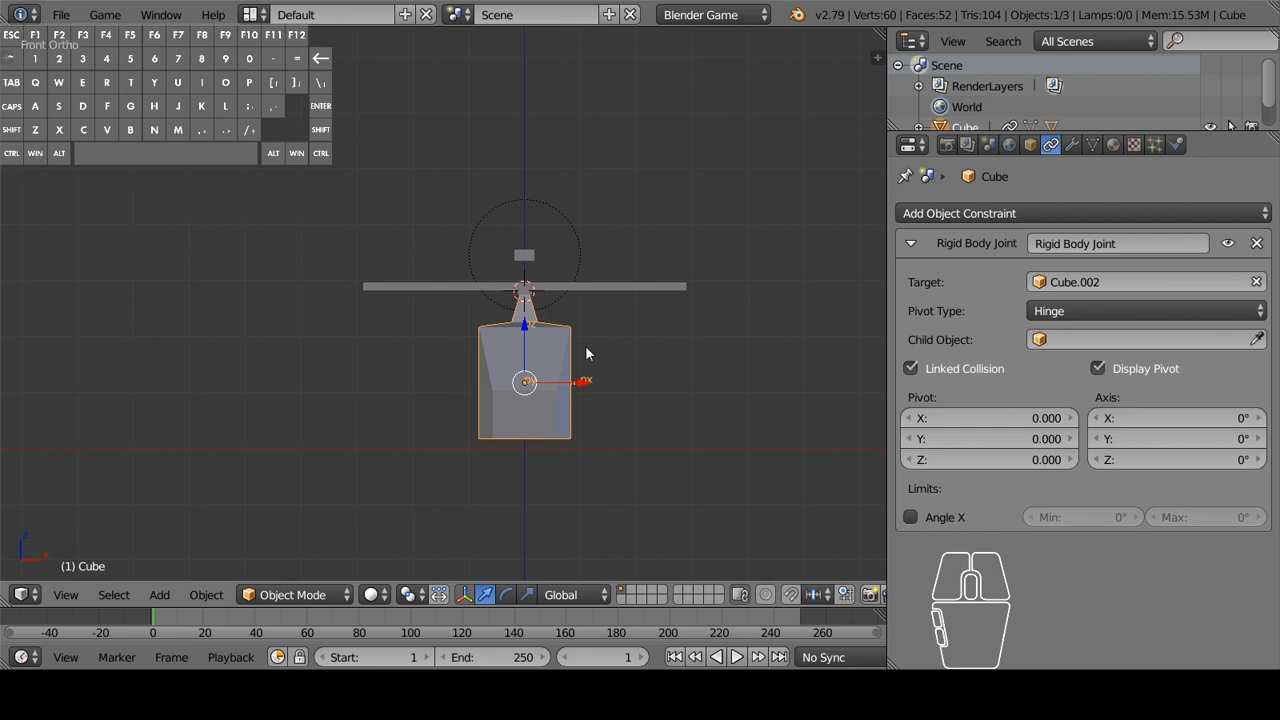 File Game Window Help Default Scene Blender Game v2.79 | Verts:60 | Faces:52 | Tris:104 | Objects:1/3 | Lamps:0/0 | Mem:15.53M | Cube
ESC F1 F2 F3 F4 F5 F6 F7 F8 F9 F10 F11 F12
Front Ortho
~ 1 2 3 4 5 6 7 8 9 0 - =
TAB Q W E R T Y U I O P [ ] \
CAPS A S D F G H J K L ; ENTER
SHIFT Z X C V B N M , . / SHIFT
CTRL WIN ALT ALT WIN CTRL
View Search All Scenes
Scene
RenderLayers
World
Cube
Cube
Add Object Constraint
Rigid Body Joint Rigid Body Joint
Target: Cube.002
Pivot Type: Hinge
Child Object:
Linked Collision Display Pivot
Pivot: Axis:
X: 0.000 X: 0°
Y: 0.000 Y: 0°
Z: 0.000 Z: 0°
Limits:
Angle X Min: 0° Max: 0°
z
x
(1) Cube
View Select Add Object Object Mode Global
-40 -20 0 20 40 60 80 100 120 140 160 180 200 220 240 260
View Marker Frame Playback Start: 1 End: 250 1 No Sync